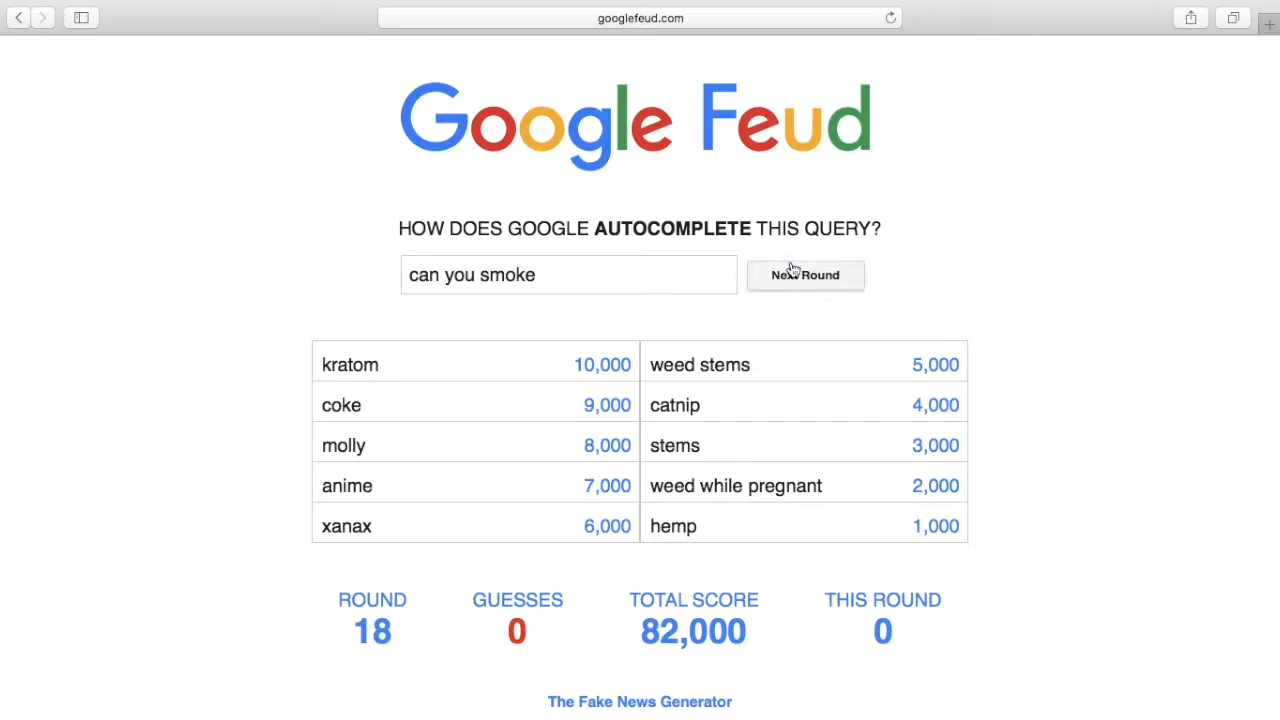 googlefeud.com
Google Feud
HOW DOES GOOGLE AUTOCOMPLETE THIS QUERY?
can you smoke
Next Round
kratom 10,000 weed stems 5,000
coke 9,000 catnip 4,000
molly 8,000 stems 3,000
anime 7,000 weed while pregnant 2,000
xanax 6,000 hemp 1,000
ROUND GUESSES TOTAL SCORE THIS ROUND
18 0 82,000 0
The Fake News Generator